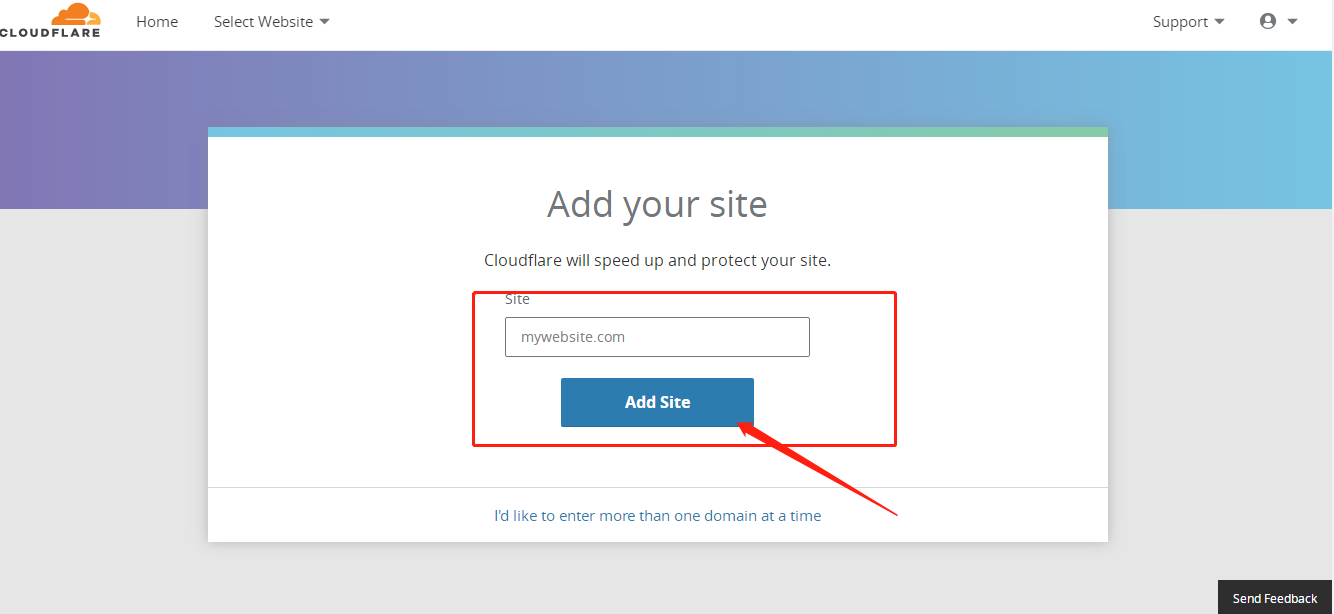 CLOUDFLARE
Home
Select Website
Support
Add your site
Cloudflare will speed up and protect your site.
Site
mywebsite.com
Add Site
I'd like to enter more than one domain at a time
Send Feedback